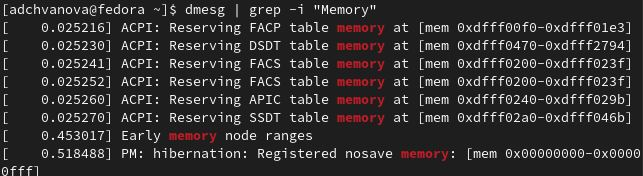 [adchvanova@fedora ~]$ dmesg | grep -i "Memory"
[    0.025216] ACPI: Reserving FACP table memory at [mem 0xdfff00f0-0xdfff01e3]
[    0.025230] ACPI: Reserving DSDT table memory at [mem 0xdfff0470-0xdfff2794]
[    0.025241] ACPI: Reserving FACS table memory at [mem 0xdfff0200-0xdfff023f]
[    0.025252] ACPI: Reserving FACS table memory at [mem 0xdfff0200-0xdfff023f]
[    0.025260] ACPI: Reserving APIC table memory at [mem 0xdfff0240-0xdfff029b]
[    0.025270] ACPI: Reserving SSDT table memory at [mem 0xdfff02a0-0xdfff046b]
[    0.453017] Early memory node ranges
[    0.518488] PM: hibernation: Registered nosave memory: [mem 0x00000000-0x0000
0fff]